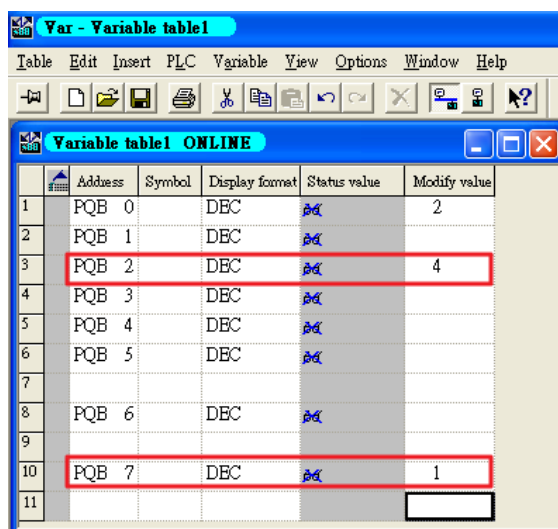 Var - Variable table1
Table Edit Insert PLC Variable View Options Window Help
Variable table1 ONLINE
Address Symbol Display format Status value Modify value
1 PQB 0 DEC 2
2 PQB 1 DEC
3 PQB 2 DEC 4
4 PQB 3 DEC
5 PQB 4 DEC
6 PQB 5 DEC
7
8 PQB 6 DEC
9
10 PQB 7 DEC 1
11